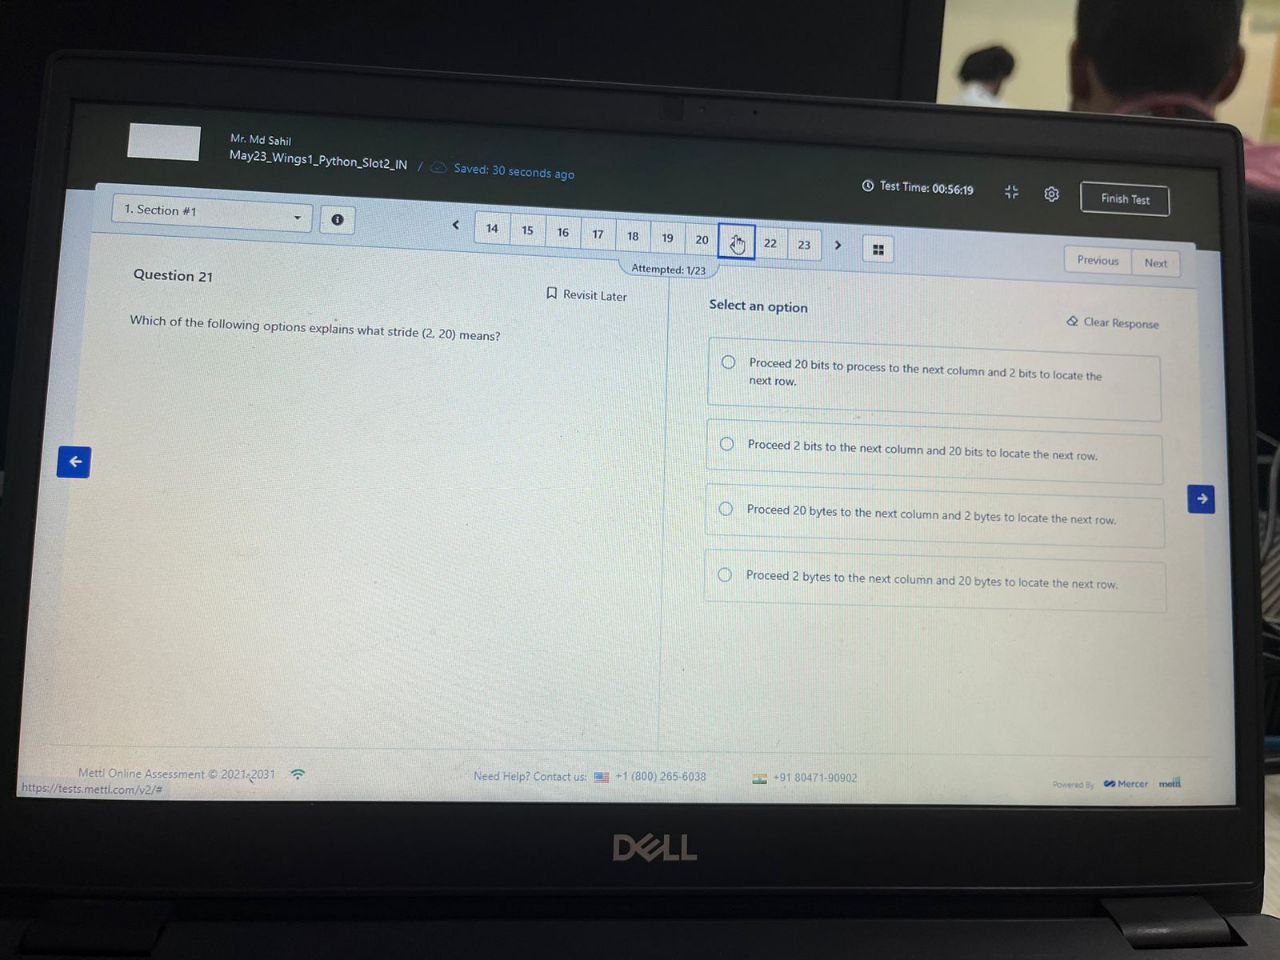 Mr. Md Sahil
May23_Wings1_Python_Slot2_IN / Saved: 30 seconds ago
Test Time: 00:56:19
Finish Test
1. Section #1
14 15 16 17 18 19 20 22 23
Attempted: 1/23
Previous Next
Question 21
Revisit Later
Which of the following options explains what stride (2, 20) means?
Select an option
Clear Response
Proceed 20 bits to process to the next column and 2 bits to locate the
next row.
Proceed 2 bits to the next column and 20 bits to locate the next row.
Proceed 20 bytes to the next column and 2 bytes to locate the next row.
Proceed 2 bytes to the next column and 20 bytes to locate the next row.
Mettl Online Assessment © 2021-2031
Need Help? Contact us: +1 (800) 265-6038 +91 80471-90902
Powered By Mercer mettl
https://tests.mettl.com/v2/#
DELL